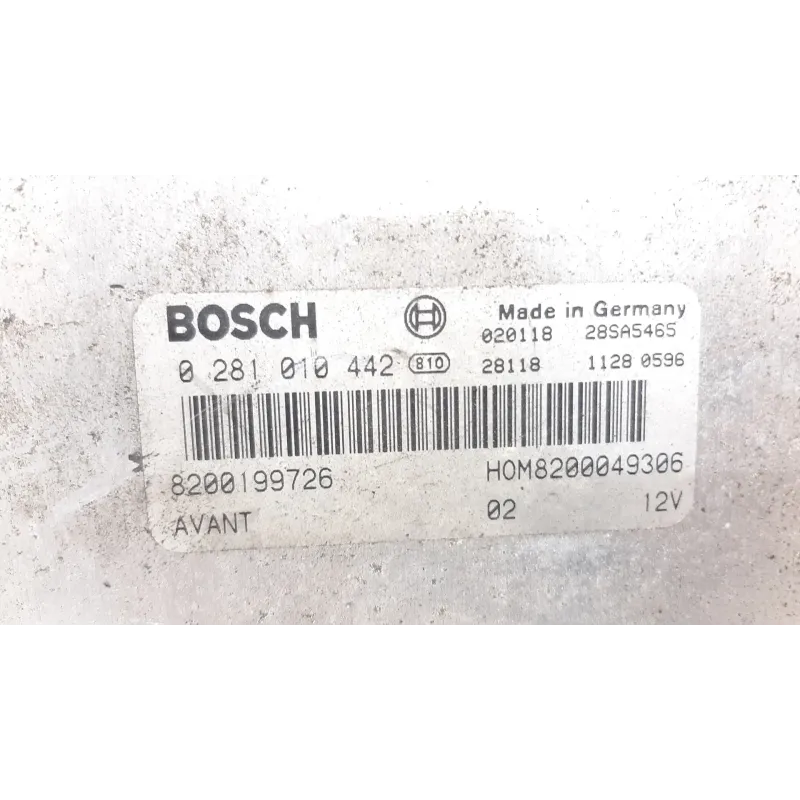 BOSCH Made in Germany
020118 28SA5465
0 281 010 442 810 28118 1128 0596
8200199726 HOM8200049306
AVANT 02 12V